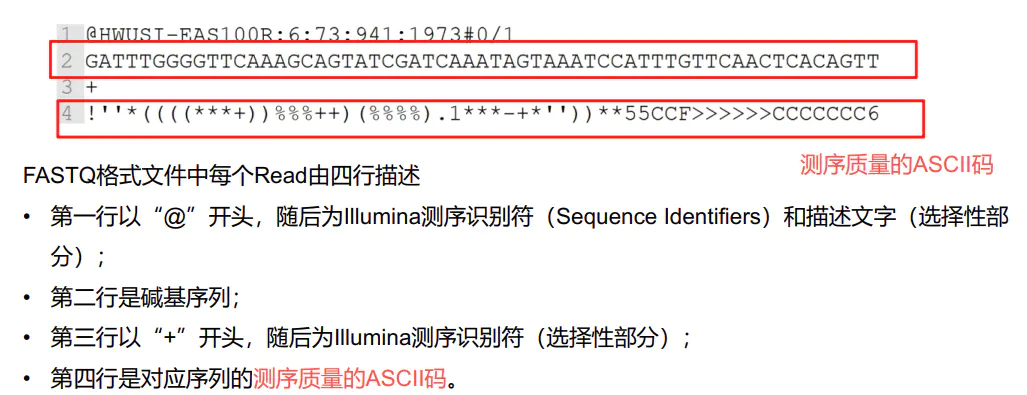 1 @HWUSI-EAS100R:6:73:941:1973#0/1
2 GATTTGGGGTTCAAAGCAGTATCGATCAAATAGTAAATCCATTTGTTCAACTCACAGTT
3 +
4 !''*((((***+))%%%++)(%%%%).1***-+*''))**55CCF>>>>>>CCCCCCC6
测序质量的ASCII码
FASTQ格式文件中每个Read由四行描述
• 第一行以“@”开头，随后为Illumina测序识别符（Sequence Identifiers）和描述文字（选择性部
分）；
• 第二行是碱基序列；
• 第三行以“+”开头，随后为Illumina测序识别符（选择性部分）；
• 第四行是对应序列的测序质量的ASCII码。